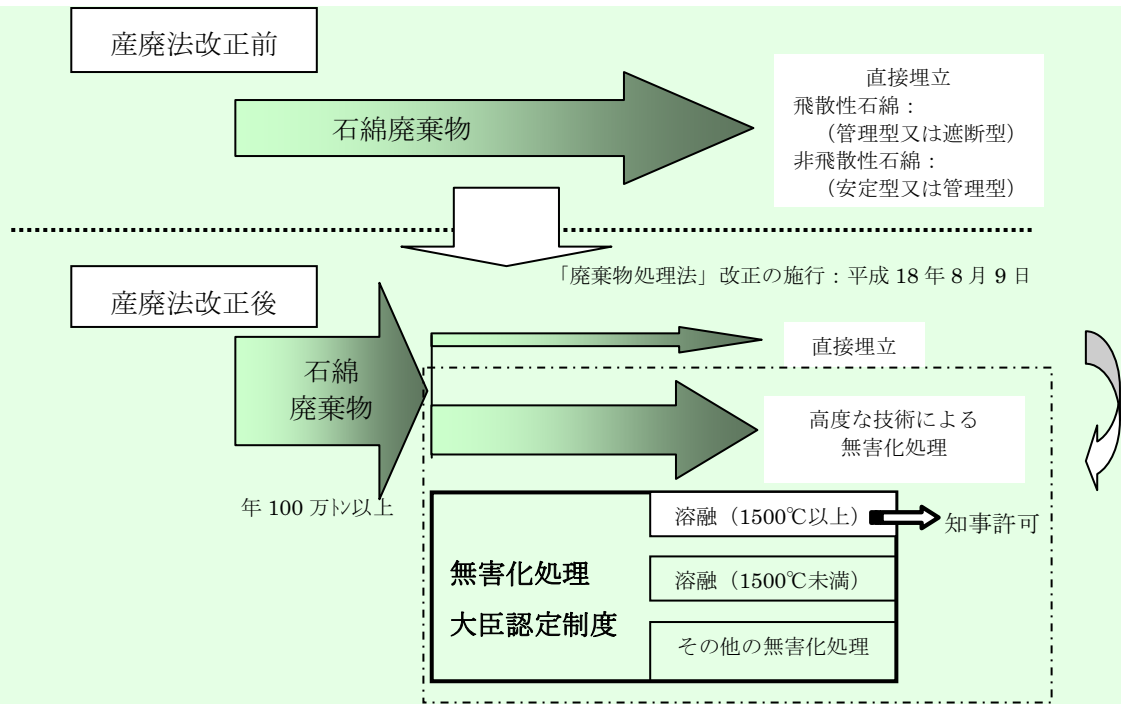 産廃法改正前
石綿廃棄物
直接埋立
飛散性石綿：
（管理型又は遮断型）
非飛散性石綿：
（安定型又は管理型）
「廃棄物処理法」改正の施行：平成 18 年 8 月 9 日
産廃法改正後
石綿
廃棄物
年 100 万㌧以上
直接埋立
高度な技術による
無害化処理
無害化処理
大臣認定制度
溶融（1500℃以上）
知事許可
溶融（1500℃未満）
その他の無害化処理